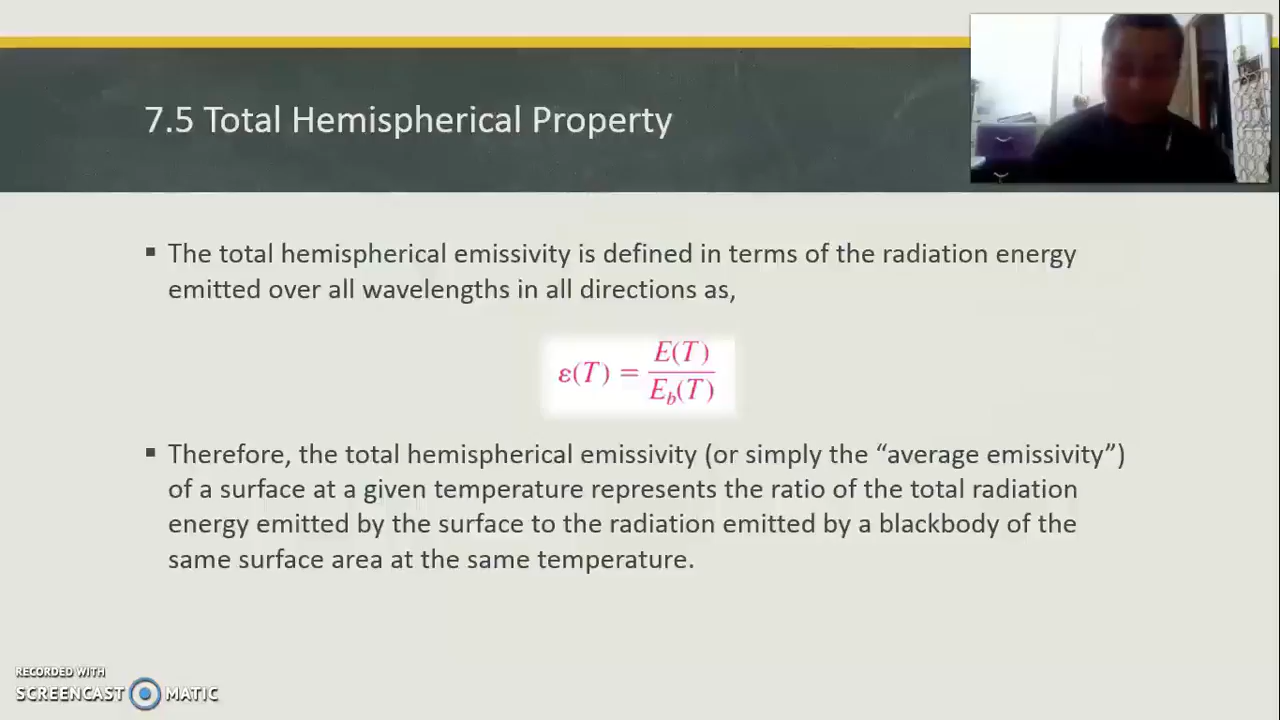 7.5 Total Hemispherical Property
▪ The total hemispherical emissivity is defined in terms of the radiation energy
emitted over all wavelengths in all directions as,
ε(T) = E(T) / E_b(T)
▪ Therefore, the total hemispherical emissivity (or simply the “average emissivity”)
of a surface at a given temperature represents the ratio of the total radiation
energy emitted by the surface to the radiation emitted by a blackbody of the
same surface area at the same temperature.
RECORDED WITH
SCREENCAST MATIC